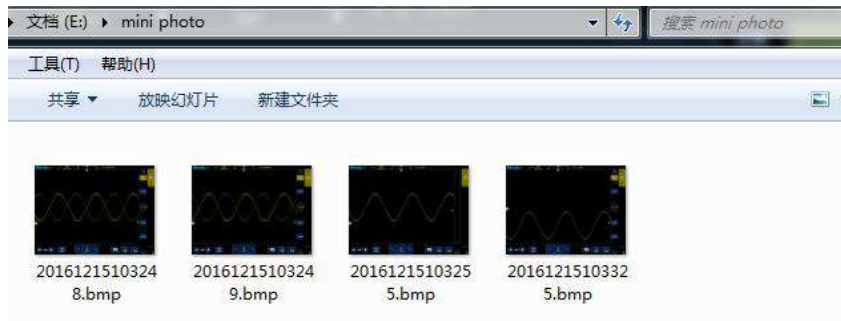 文档 (E:) ▸ mini photo
搜索 mini photo
工具(T) 帮助(H)
共享 放映幻灯片 新建文件夹
2016121510324
8.bmp
2016121510324
9.bmp
2016121510325
5.bmp
2016121510332
5.bmp